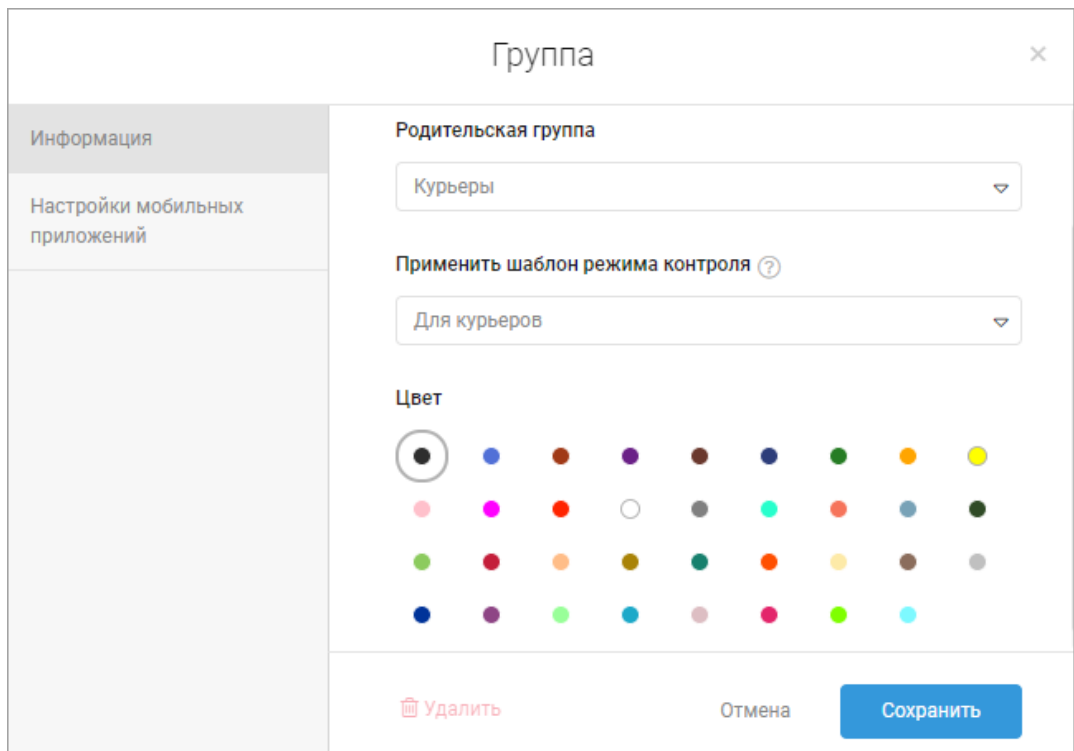 Группа
Информация
Настройки мобильных
приложений
Родительская группа
Курьеры
Применить шаблон режима контроля ?
Для курьеров
Цвет
Удалить
Отмена
Сохранить